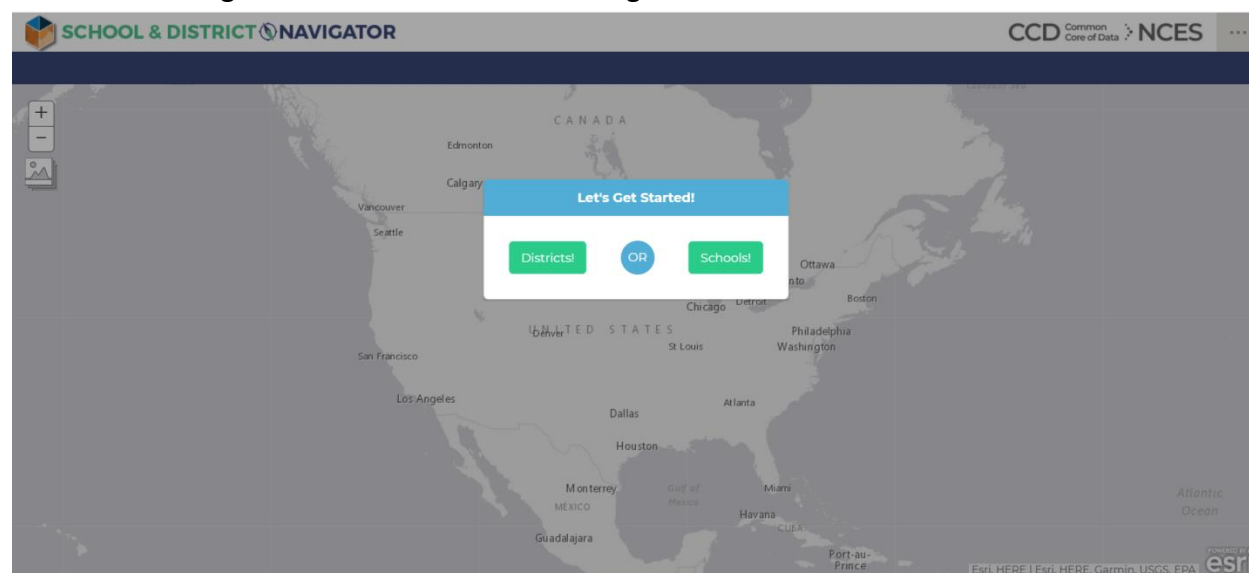 SCHOOL & DISTRICT NAVIGATOR
CCD Common Core of Data NCES
CANADA
Edmonton
Calgary
Vancouver
Seattle
Let's Get Started!
Districts!
OR
Schools!
Ottawa
Chicago
Detroit
Boston
UNITED STATES
Denver
Philadelphia
St Louis
Washington
San Francisco
Los Angeles
Atlanta
Dallas
Houston
Monterrey
Gulf of
Mexico
Miami
MÉXICO
Havana
CUBA
Guadalajara
Atlantic
Ocean
Port-au-
Prince
POWERED BY
esri
Esri, HERE | Esri, HERE, Garmin, USGS, EPA